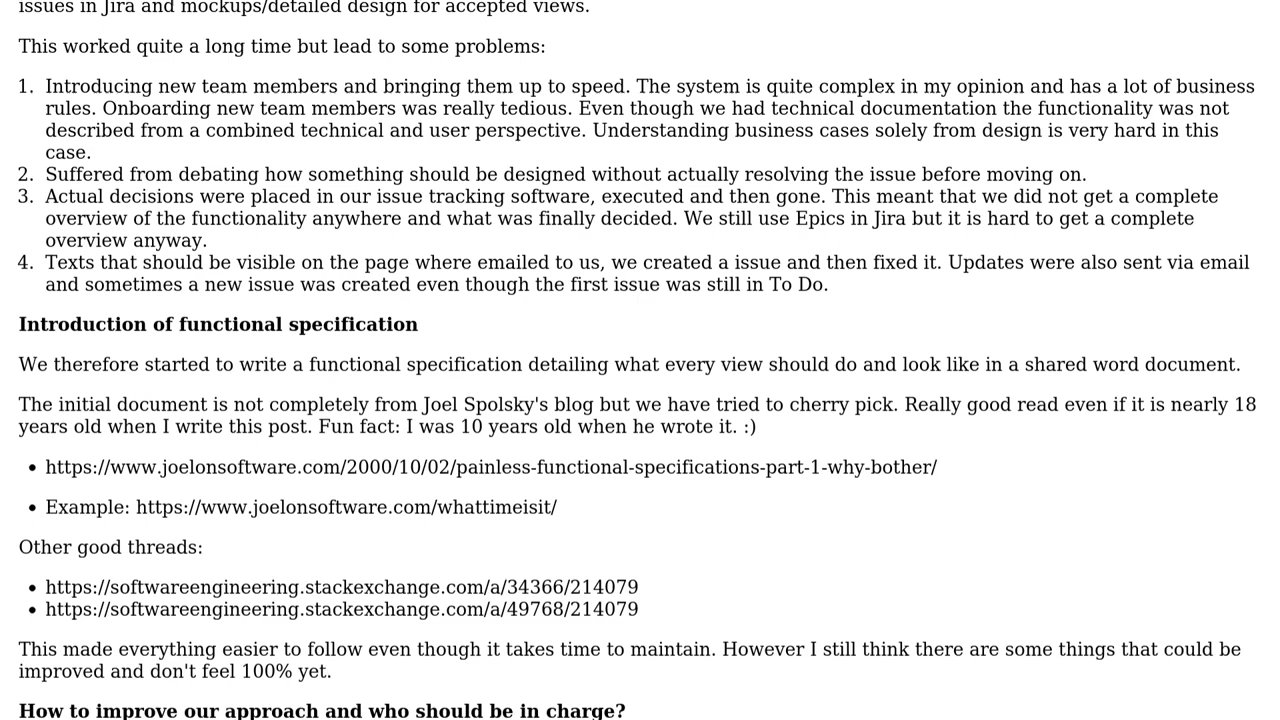 issues in Jira and mockups/detailed design for accepted views.
This worked quite a long time but lead to some problems:
1. Introducing new team members and bringing them up to speed. The system is quite complex in my opinion and has a lot of business
rules. Onboarding new team members was really tedious. Even though we had technical documentation the functionality was not
described from a combined technical and user perspective. Understanding business cases solely from design is very hard in this
case.
2. Suffered from debating how something should be designed without actually resolving the issue before moving on.
3. Actual decisions were placed in our issue tracking software, executed and then gone. This meant that we did not get a complete
overview of the functionality anywhere and what was finally decided. We still use Epics in Jira but it is hard to get a complete
overview anyway.
4. Texts that should be visible on the page where emailed to us, we created a issue and then fixed it. Updates were also sent via email
and sometimes a new issue was created even though the first issue was still in To Do.
Introduction of functional specification
We therefore started to write a functional specification detailing what every view should do and look like in a shared word document.
The initial document is not completely from Joel Spolsky's blog but we have tried to cherry pick. Really good read even if it is nearly 18
years old when I write this post. Fun fact: I was 10 years old when he wrote it. :)
• https://www.joelonsoftware.com/2000/10/02/painless-functional-specifications-part-1-why-bother/
• Example: https://www.joelonsoftware.com/whattimeisit/
Other good threads:
• https://softwareengineering.stackexchange.com/a/34366/214079
• https://softwareengineering.stackexchange.com/a/49768/214079
This made everything easier to follow even though it takes time to maintain. However I still think there are some things that could be
improved and don't feel 100% yet.
How to improve our approach and who should be in charge?